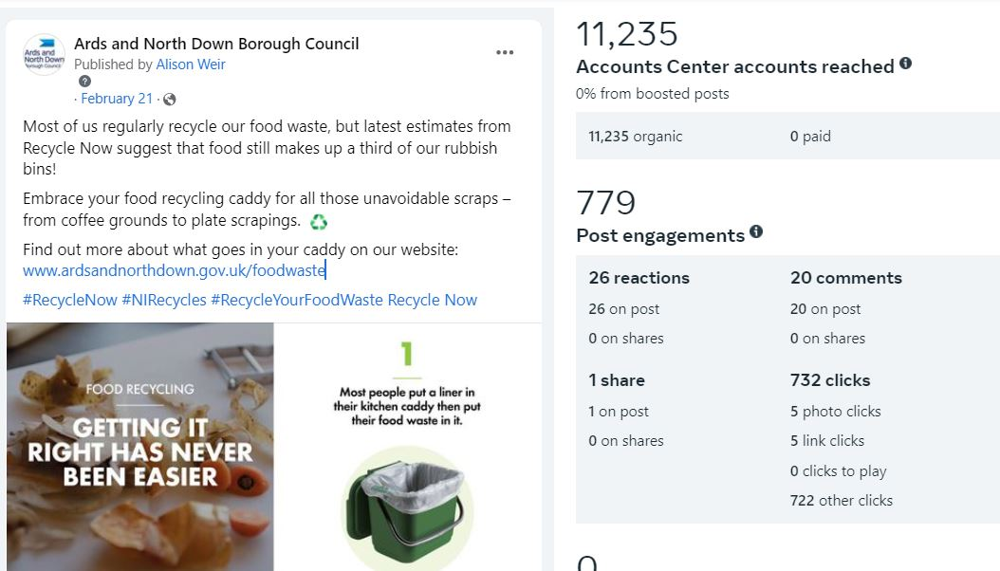 Ards and
North Down
Borough Council
Ards and North Down Borough Council
Published by Alison Weir
· February 21 ·
Most of us regularly recycle our food waste, but latest estimates from
Recycle Now suggest that food still makes up a third of our rubbish
bins!
Embrace your food recycling caddy for all those unavoidable scraps –
from coffee grounds to plate scrapings. ♻
Find out more about what goes in your caddy on our website:
www.ardsandnorthdown.gov.uk/foodwaste
#RecycleNow #NIRecycles #RecycleYourFoodWaste Recycle Now
FOOD RECYCLING
GETTING IT
RIGHT HAS NEVER
BEEN EASIER
1
Most people put a liner in
their kitchen caddy then put
their food waste in it.
11,235
Accounts Center accounts reached
0% from boosted posts
11,235 organic
0 paid
779
Post engagements
26 reactions
26 on post
0 on shares
20 comments
20 on post
0 on shares
1 share
1 on post
0 on shares
732 clicks
5 photo clicks
5 link clicks
0 clicks to play
722 other clicks
0